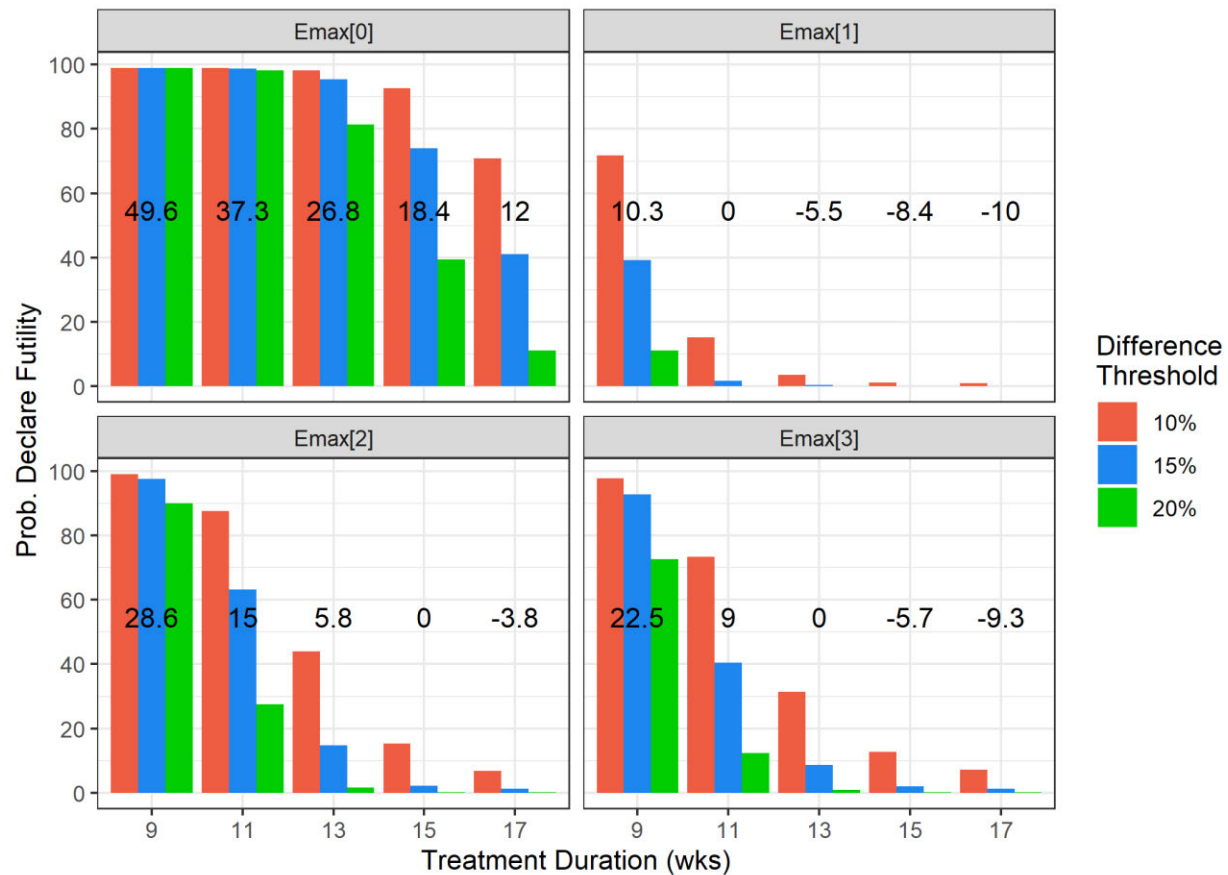 Emax[0]
Emax[1]
100
80
60
40
20
0
49.6 37.3 26.8 18.4 12
10.3 0 -5.5 -8.4 -10
Emax[2]
Emax[3]
100
80
60
40
20
0
28.6 15 5.8 0 -3.8
22.5 9 0 -5.7 -9.3
9 11 13 15 17
9 11 13 15 17
Treatment Duration (wks)
Prob. Declare Futility
Difference
Threshold
10%
15%
20%